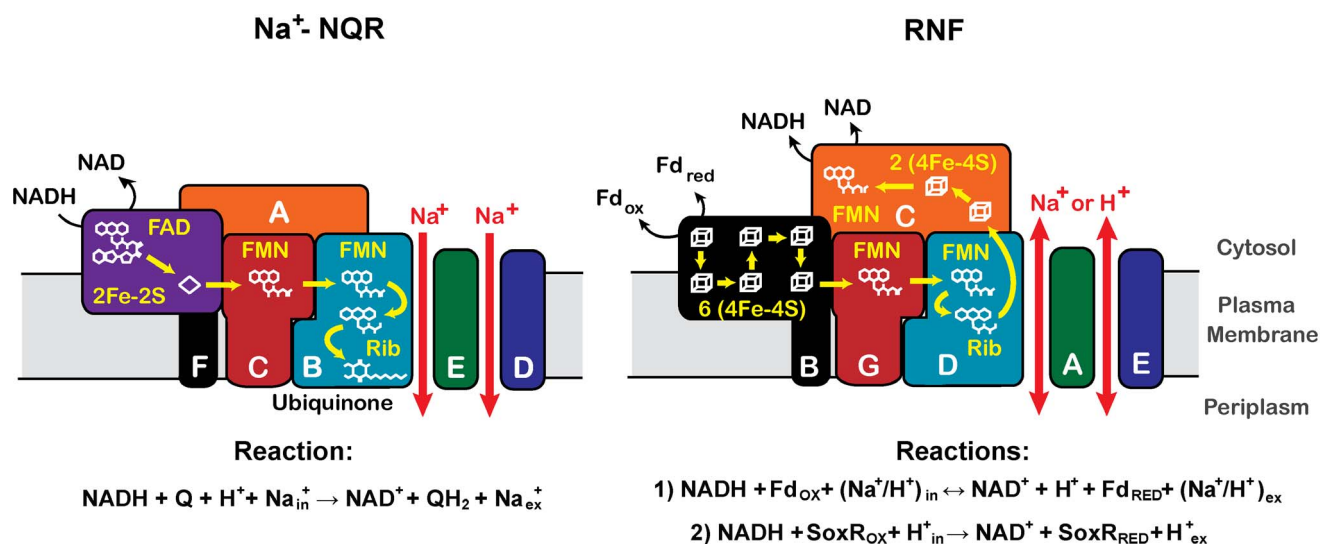 Na⁺- NQR
NADH
NAD
FAD
2Fe-2S
A
FMN
FMN
Rib
F
C
B
Ubiquinone
Na⁺
Na⁺
E
D
Reaction:
NADH + Q + H⁺+ Na⁺in → NAD⁺ + QH₂ + Na⁺ex
RNF
NADH
NAD
Fd ox
Fd red
2 (4Fe-4S)
FMN
C
6 (4Fe-4S)
FMN
FMN
Rib
B
G
D
Na⁺ or H⁺
A
E
Cytosol
Plasma
Membrane
Periplasm
Reactions:
1) NADH + FdOX + (Na⁺/H⁺) in ↔ NAD⁺ + H⁺ + FdRED + (Na⁺/H⁺)ex
2) NADH + SoxROX + H⁺in → NAD⁺ + SoxRRED + H⁺ex